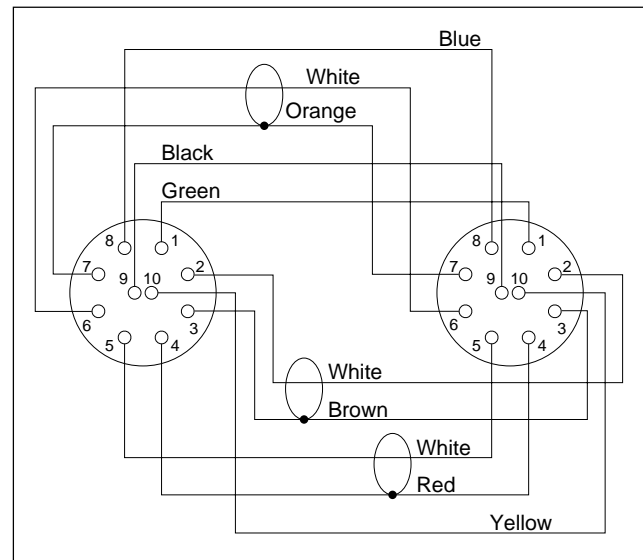 Blue
White
Orange
Black
Green
8 1 8 1
7 2 7 2
9 10 9 10
6 3 6 3
5 4 5 4
White
Brown
White
Red
Yellow